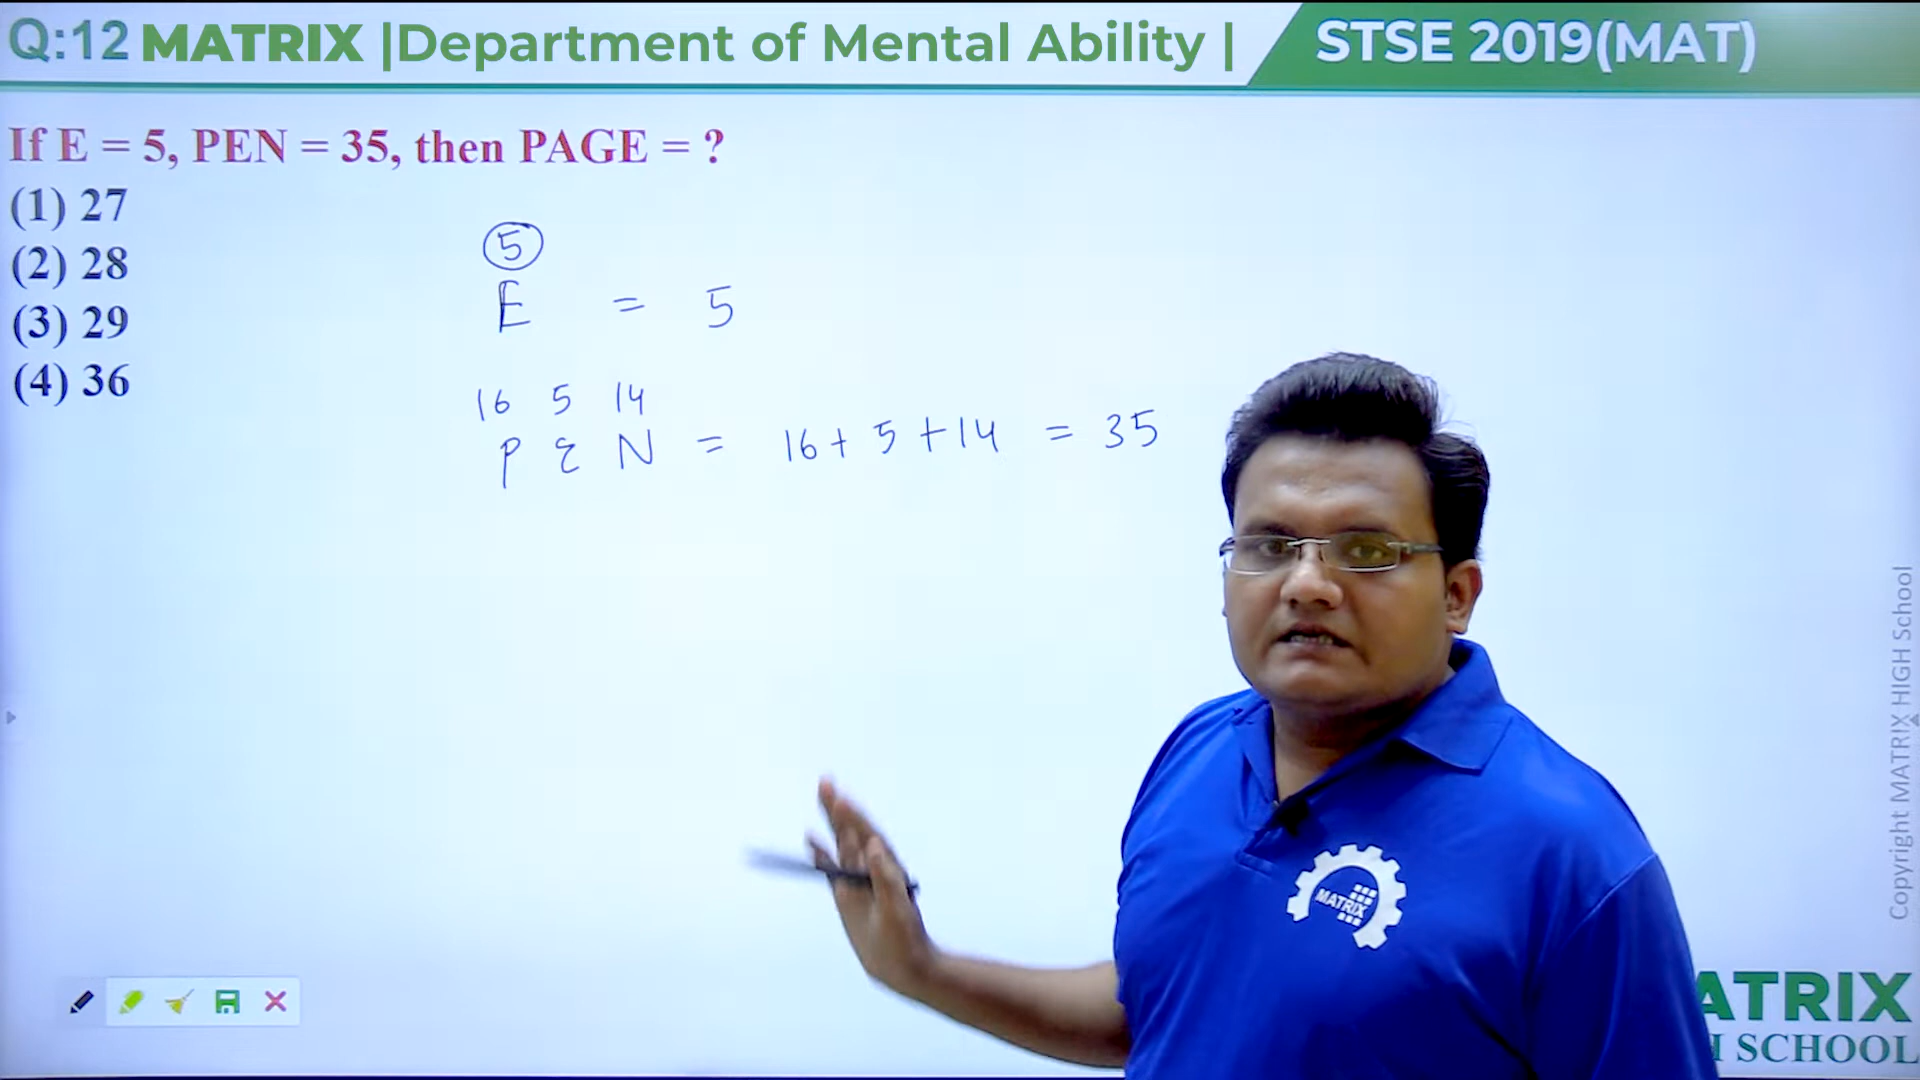 Q:12 MATRIX |Department of Mental Ability | STSE 2019(MAT)
If E = 5, PEN = 35, then PAGE = ?
(1) 27
(2) 28
(3) 29
(4) 36
5
E = 5
16 5 14
P E N = 16 + 5 + 14 = 35
MATRIX
Copyright MATRIX HIGH School
ATRIX
H SCHOOL